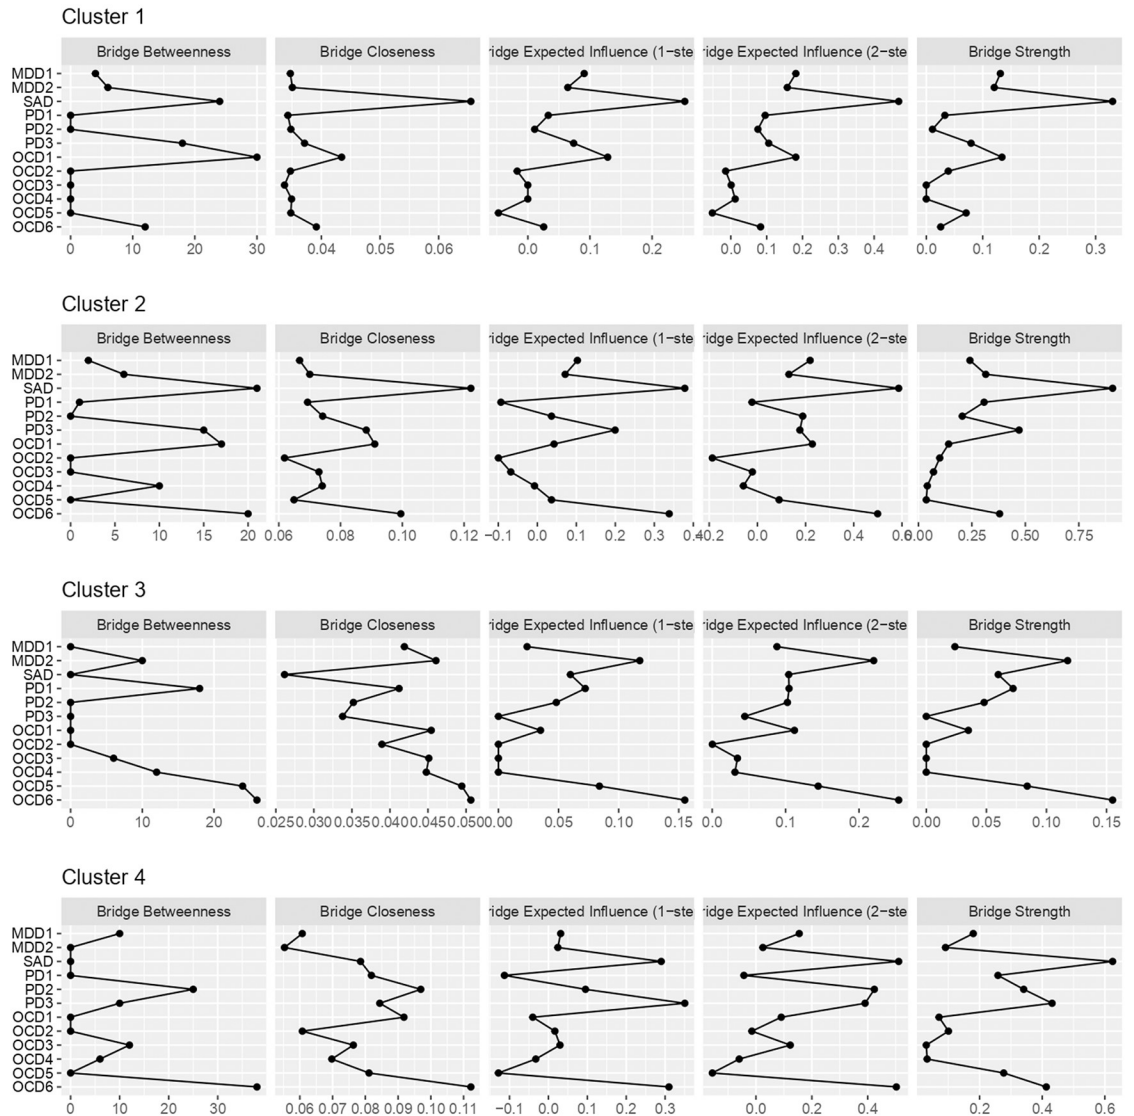 Cluster 1
Bridge Betweenness Bridge Closeness ridge Expected Influence (1−ste ridge Expected Influence (2−ste Bridge Strength
MDD1
MDD2
SAD
PD1
PD2
PD3
OCD1
OCD2
OCD3
OCD4
OCD5
OCD6
0 10 20 30 0.04 0.05 0.06 0.0 0.1 0.2 0.0 0.1 0.2 0.3 0.4 0.0 0.1 0.2 0.3
Cluster 2
Bridge Betweenness Bridge Closeness ridge Expected Influence (1−ste ridge Expected Influence (2−ste Bridge Strength
MDD1
MDD2
SAD
PD1
PD2
PD3
OCD1
OCD2
OCD3
OCD4
OCD5
OCD6
0 5 10 15 20 0.06 0.08 0.10 0.12 −0.1 0.0 0.1 0.2 0.3 0.4 −0.2 0.0 0.2 0.4 0.6 0.00 0.25 0.50 0.75
Cluster 3
Bridge Betweenness Bridge Closeness ridge Expected Influence (1−ste ridge Expected Influence (2−ste Bridge Strength
MDD1
MDD2
SAD
PD1
PD2
PD3
OCD1
OCD2
OCD3
OCD4
OCD5
OCD6
0 10 20 0.025 0.030 0.035 0.040 0.045 0.050 0.00 0.05 0.10 0.15 0.0 0.1 0.2 0.00 0.05 0.10 0.15
Cluster 4
Bridge Betweenness Bridge Closeness ridge Expected Influence (1−ste ridge Expected Influence (2−ste Bridge Strength
MDD1
MDD2
SAD
PD1
PD2
PD3
OCD1
OCD2
OCD3
OCD4
OCD5
OCD6
0 10 20 30 0.06 0.07 0.08 0.09 0.10 0.11 −0.1 0.0 0.1 0.2 0.3 0.0 0.2 0.4 0.2 0.4 0.6